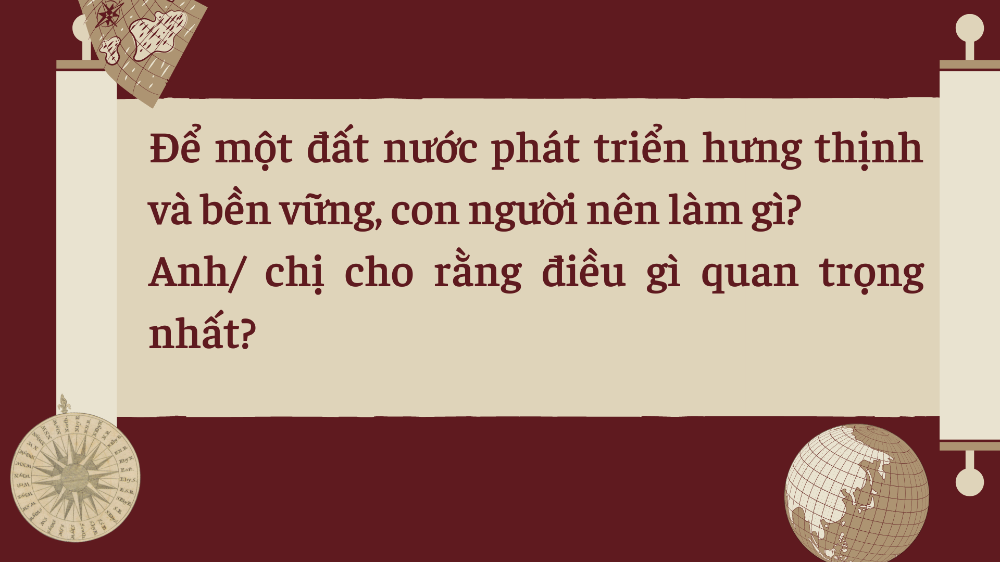 Để một đất nước phát triển hưng thịnh
và bền vững, con người nên làm gì?
Anh/ chị cho rằng điều gì quan trọng
nhất?